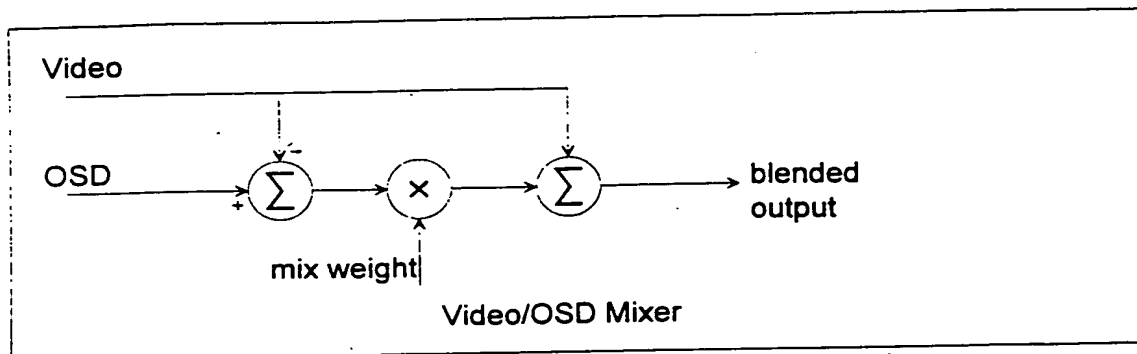 Video
-
OSD
+
Σ
×
Σ
blended
output
mix weight
Video/OSD Mixer